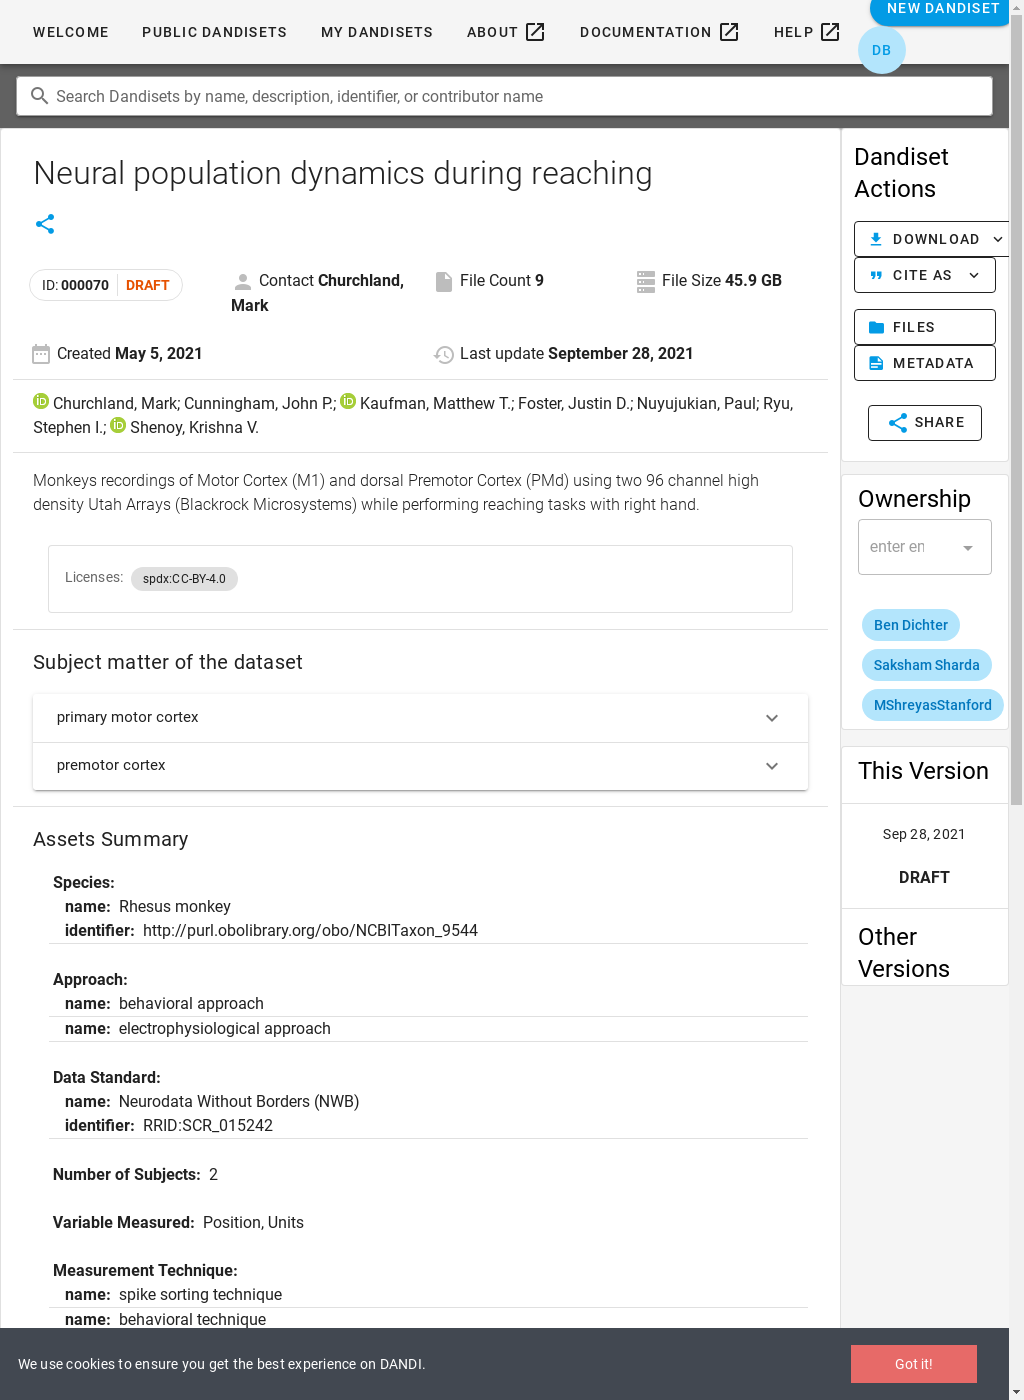 NEW DANDISET
WELCOME PUBLIC DANDISETS MY DANDISETS ABOUT DOCUMENTATION HELP
DB
Search Dandisets by name, description, identifier, or contributor name
Neural population dynamics during reaching
ID: 000070 DRAFT
Contact Churchland, Mark
File Count 9
File Size 45.9 GB
Created May 5, 2021
Last update September 28, 2021
Churchland, Mark; Cunningham, John P.; Kaufman, Matthew T.; Foster, Justin D.; Nuyujukian, Paul; Ryu,
Stephen I.; Shenoy, Krishna V.
Monkeys recordings of Motor Cortex (M1) and dorsal Premotor Cortex (PMd) using two 96 channel high
density Utah Arrays (Blackrock Microsystems) while performing reaching tasks with right hand.
Licenses: spdx:CC-BY-4.0
Subject matter of the dataset
primary motor cortex
premotor cortex
Assets Summary
Species:
name: Rhesus monkey
identifier: http://purl.obolibrary.org/obo/NCBITaxon_9544
Approach:
name: behavioral approach
name: electrophysiological approach
Data Standard:
name: Neurodata Without Borders (NWB)
identifier: RRID:SCR_015242
Number of Subjects: 2
Variable Measured: Position, Units
Measurement Technique:
name: spike sorting technique
name: behavioral technique
Dandiset
Actions
DOWNLOAD
CITE AS
FILES
METADATA
SHARE
Ownership
enter en
Ben Dichter
Saksham Sharda
MShreyasStanford
This Version
Sep 28, 2021
DRAFT
Other
Versions
We use cookies to ensure you get the best experience on DANDI.
Got it!